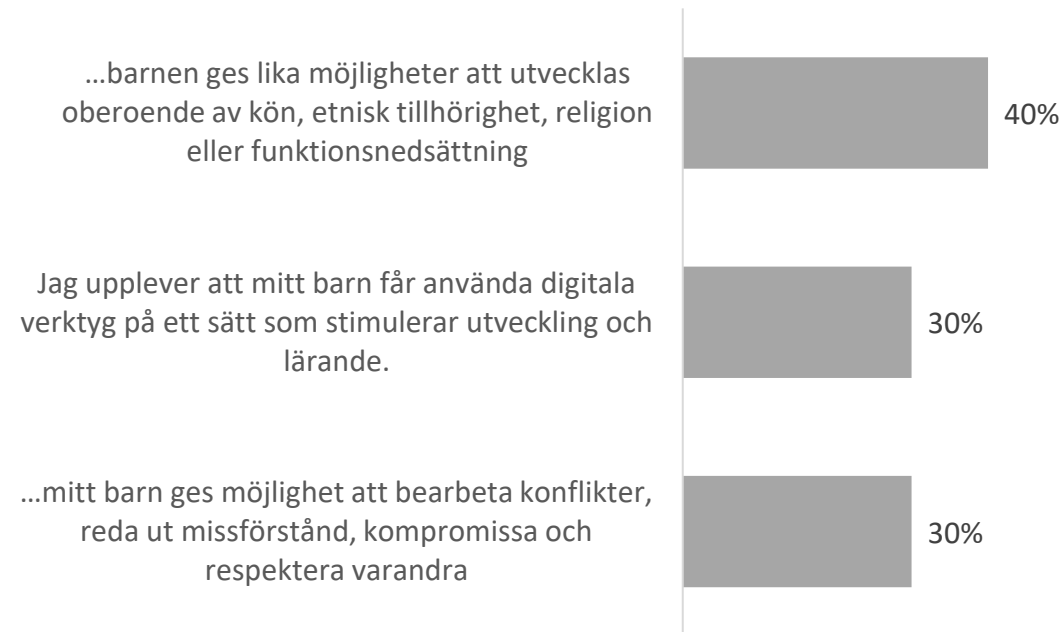 ...barnen ges lika möjligheter att utvecklas
oberoende av kön, etnisk tillhörighet, religion
eller funktionsnedsättning
40%
Jag upplever att mitt barn får använda digitala
verktyg på ett sätt som stimulerar utveckling och
lärande.
30%
...mitt barn ges möjlighet att bearbeta konflikter,
reda ut missförstånd, kompromissa och
respektera varandra
30%